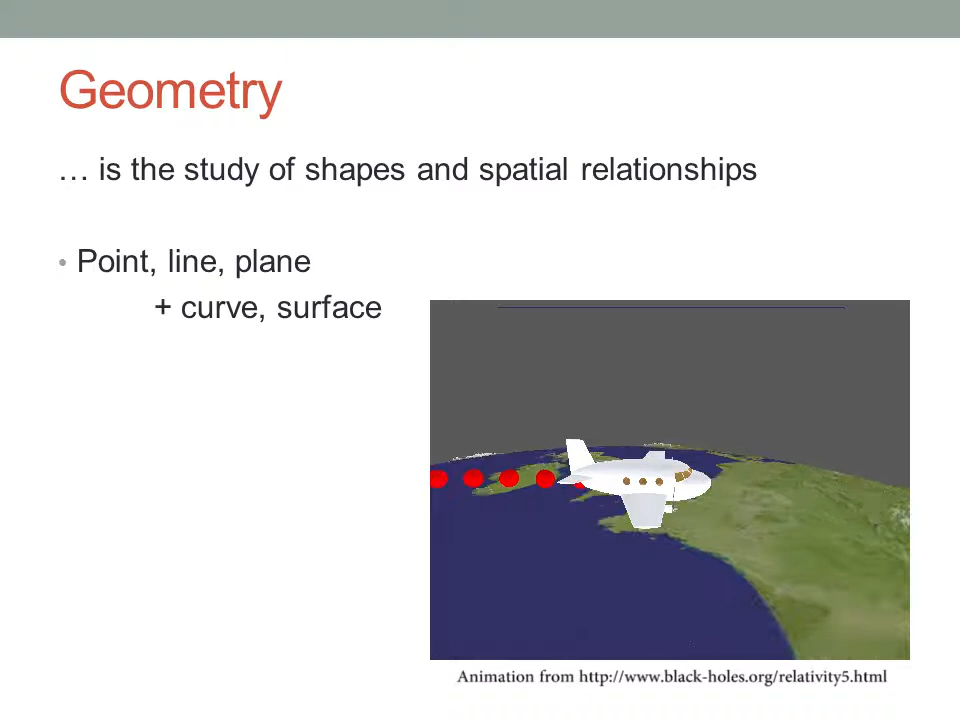 Geometry
… is the study of shapes and spatial relationships
• Point, line, plane
+ curve, surface
Animation from http://www.black-holes.org/relativity5.html